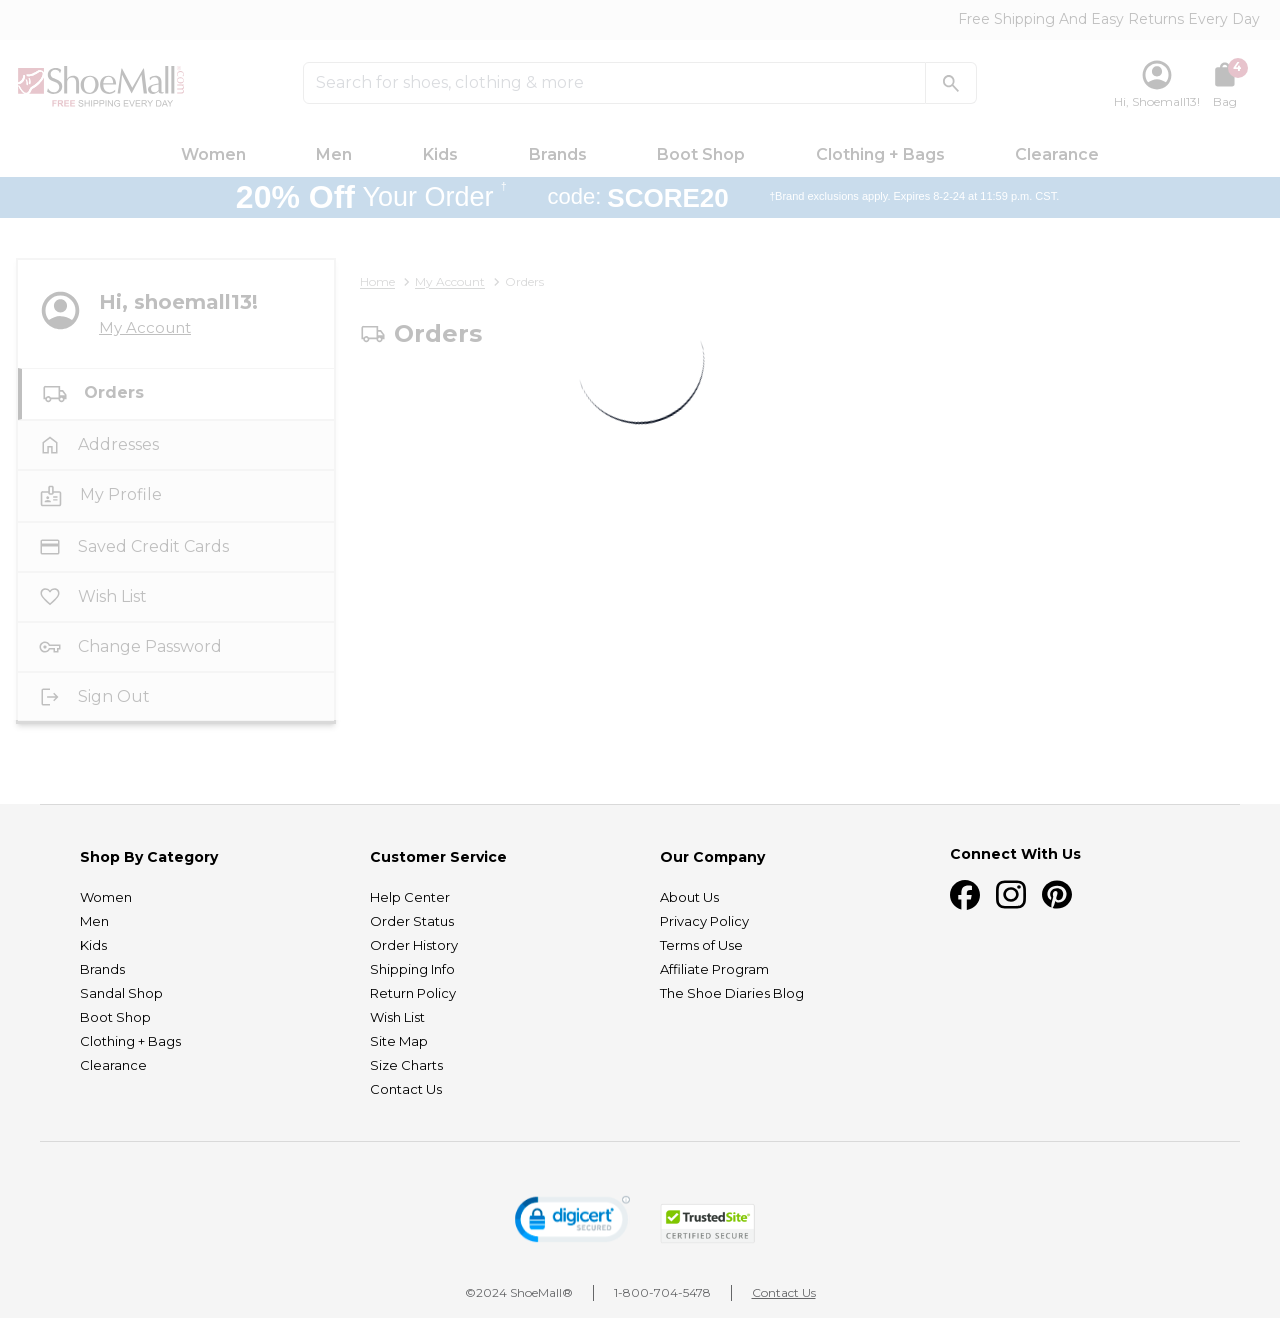 Free Shipping And Easy Returns Every Day
ShoeMall.com
FREE SHIPPING EVERY DAY
Search for shoes, clothing & more
Hi, Shoemall13!
4
Bag
Women Men Kids Brands Boot Shop Clothing + Bags Clearance
20% Off Your Order † code: SCORE20 †Brand exclusions apply. Expires 8-2-24 at 11:59 p.m. CST.
Hi, shoemall13!
My Account
Orders
Addresses
My Profile
Saved Credit Cards
Wish List
Change Password
Sign Out
Home > My Account > Orders
Orders
Shop By Category
Women
Men
Kids
Brands
Sandal Shop
Boot Shop
Clothing + Bags
Clearance
Customer Service
Help Center
Order Status
Order History
Shipping Info
Return Policy
Wish List
Site Map
Size Charts
Contact Us
Our Company
About Us
Privacy Policy
Terms of Use
Affiliate Program
The Shoe Diaries Blog
Connect With Us
digicert
SECURED
TrustedSite
CERTIFIED SECURE
©2024 ShoeMall® | 1-800-704-5478 | Contact Us